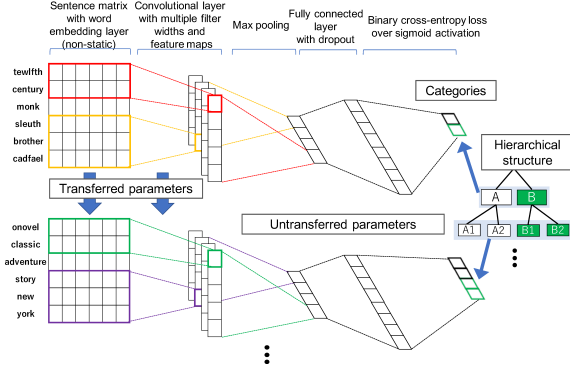 Sentence matrix
with word
embedding layer
(non-static)
Convolutional layer
with multiple filter
widths and
feature maps
Max pooling
Fully connected
layer
with dropout
Binary cross-entropy loss
over sigmoid activation
tewlfth
century
monk
sleuth
brother
cadfael
Categories
Hierarchical
structure
A
B
A1
A2
B1
B2
Transferred parameters
Untransferred parameters
onovel
classic
adventure
story
new
york